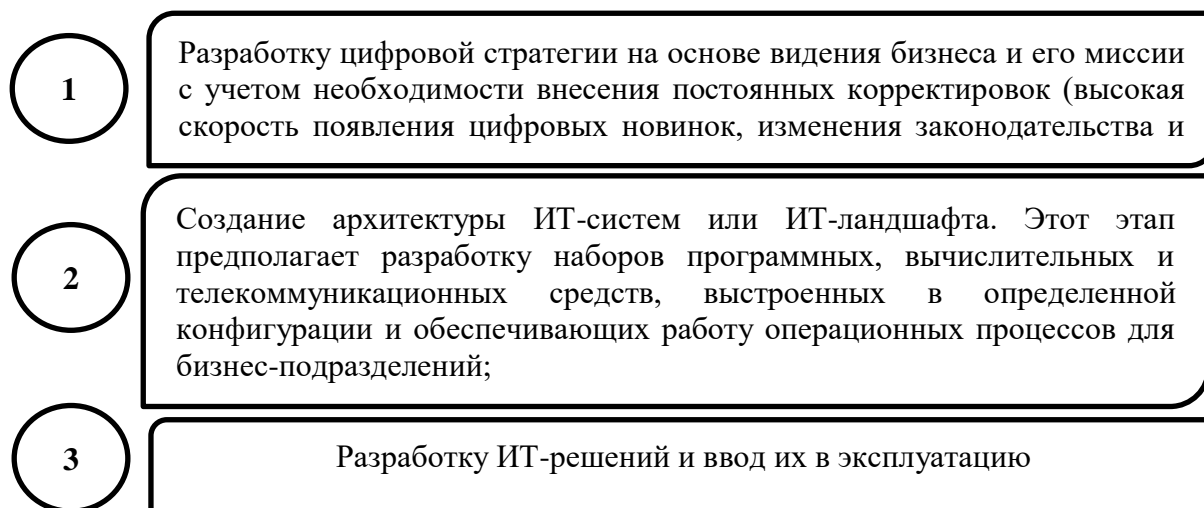 1
Разработку цифровой стратегии на основе видения бизнеса и его миссии
с учетом необходимости внесения постоянных корректировок (высокая
скорость появления цифровых новинок, изменения законодательства и
2
Создание архитектуры ИТ-систем или ИТ-ландшафта. Этот этап
предполагает разработку наборов программных, вычислительных и
телекоммуникационных средств, выстроенных в определенной
конфигурации и обеспечивающих работу операционных процессов для
бизнес-подразделений;
3
Разработку ИТ-решений и ввод их в эксплуатацию